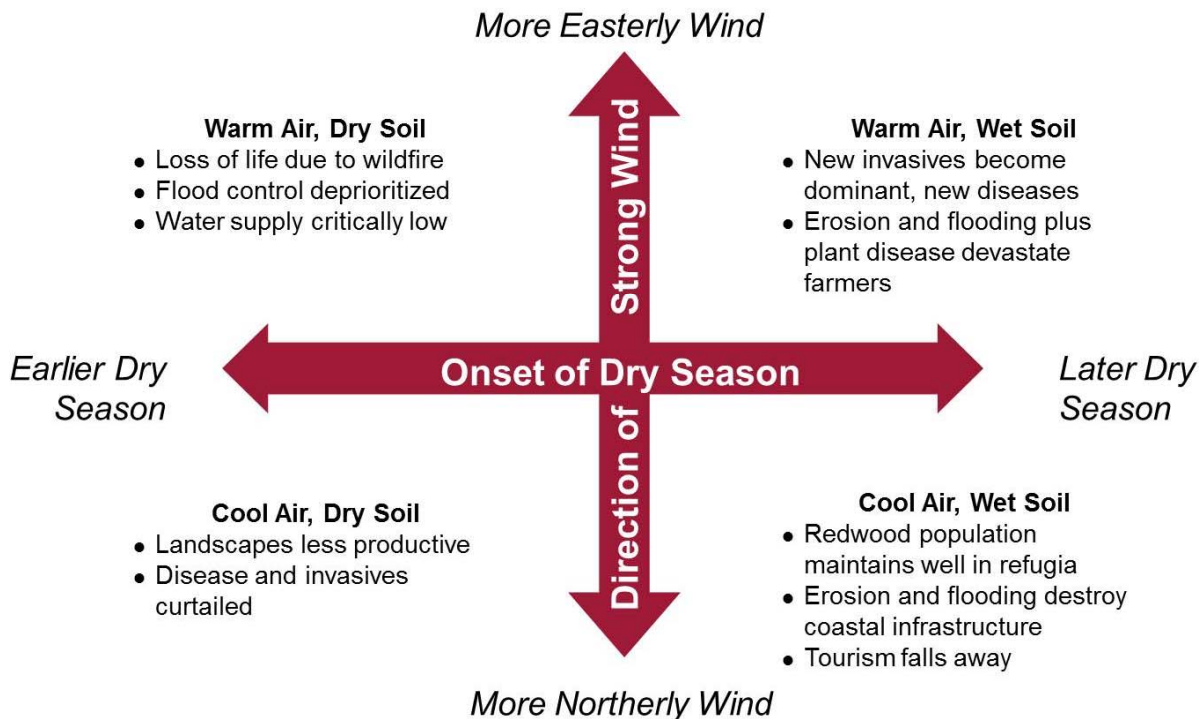 More Easterly Wind
Warm Air, Dry Soil
• Loss of life due to wildfire
• Flood control deprioritized
• Water supply critically low
Warm Air, Wet Soil
• New invasives become
dominant, new diseases
• Erosion and flooding plus
plant disease devastate
farmers
Earlier Dry
Season
Onset of Dry Season
Later Dry
Season
Direction of Strong Wind
Cool Air, Dry Soil
• Landscapes less productive
• Disease and invasives
curtailed
Cool Air, Wet Soil
• Redwood population
maintains well in refugia
• Erosion and flooding destroy
coastal infrastructure
• Tourism falls away
More Northerly Wind